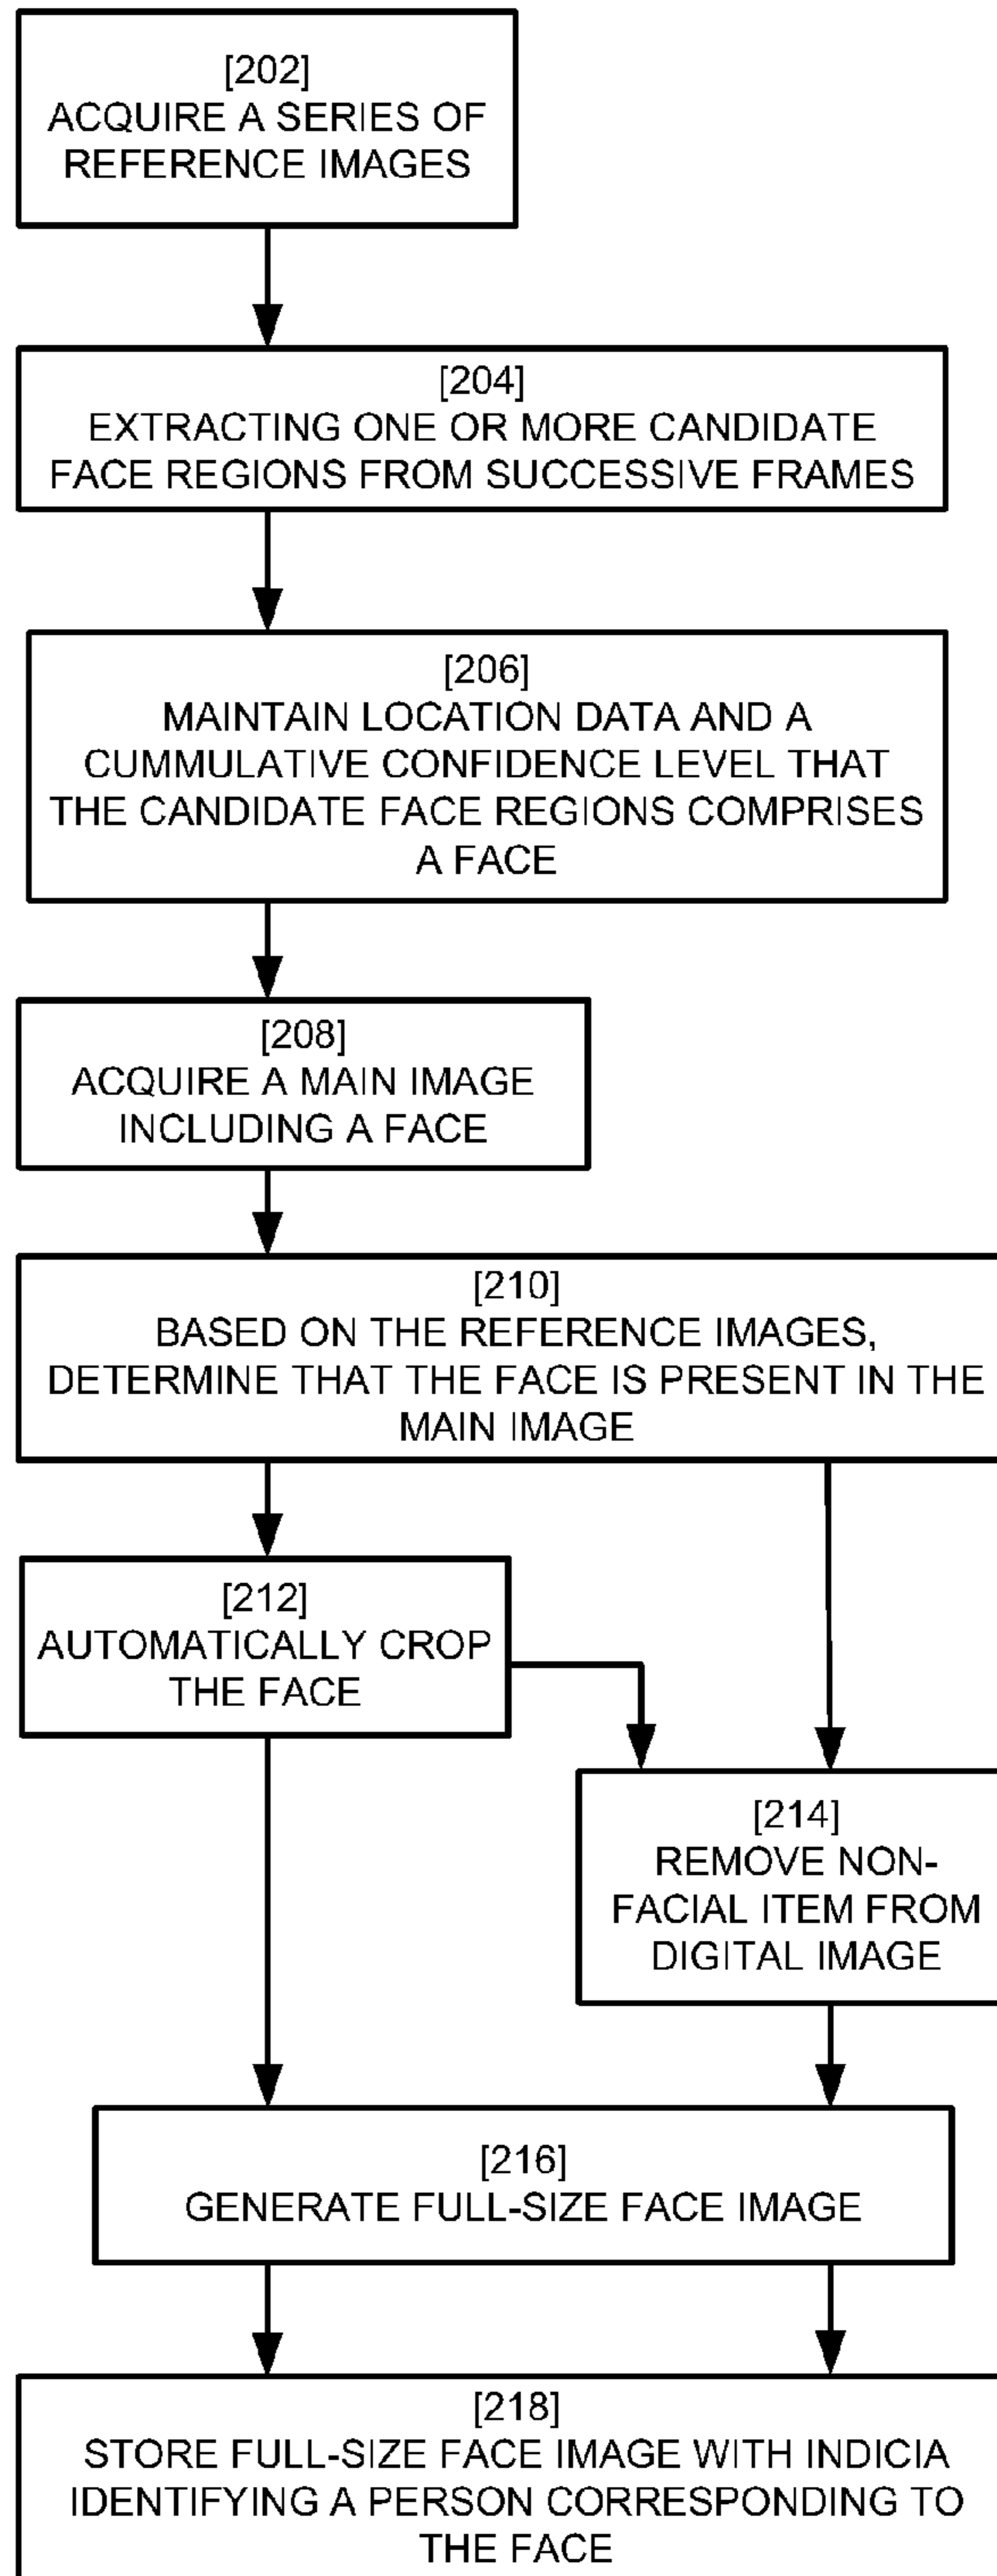 [202]
ACQUIRE A SERIES OF
REFERENCE IMAGES
[204]
EXTRACTING ONE OR MORE CANDIDATE
FACE REGIONS FROM SUCCESSIVE FRAMES
[206]
MAINTAIN LOCATION DATA AND A
CUMMULATIVE CONFIDENCE LEVEL THAT
THE CANDIDATE FACE REGIONS COMPRISES
A FACE
[208]
ACQUIRE A MAIN IMAGE
INCLUDING A FACE
[210]
BASED ON THE REFERENCE IMAGES,
DETERMINE THAT THE FACE IS PRESENT IN THE
MAIN IMAGE
[212]
AUTOMATICALLY CROP
THE FACE
[214]
REMOVE NON-
FACIAL ITEM FROM
DIGITAL IMAGE
[216]
GENERATE FULL-SIZE FACE IMAGE
[218]
STORE FULL-SIZE FACE IMAGE WITH INDICIA
IDENTIFYING A PERSON CORRESPONDING TO
THE FACE